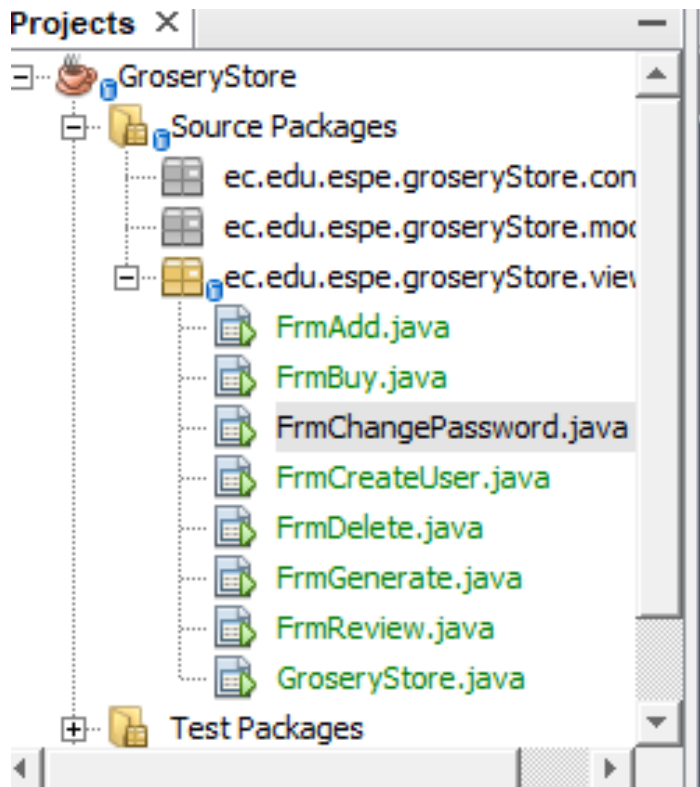 Projects
GroseryStore
Source Packages
ec.edu.espe.groseryStore.con
ec.edu.espe.groseryStore.mod
ec.edu.espe.groseryStore.view
FrmAdd.java
FrmBuy.java
FrmChangePassword.java
FrmCreateUser.java
FrmDelete.java
FrmGenerate.java
FrmReview.java
GroseryStore.java
Test Packages